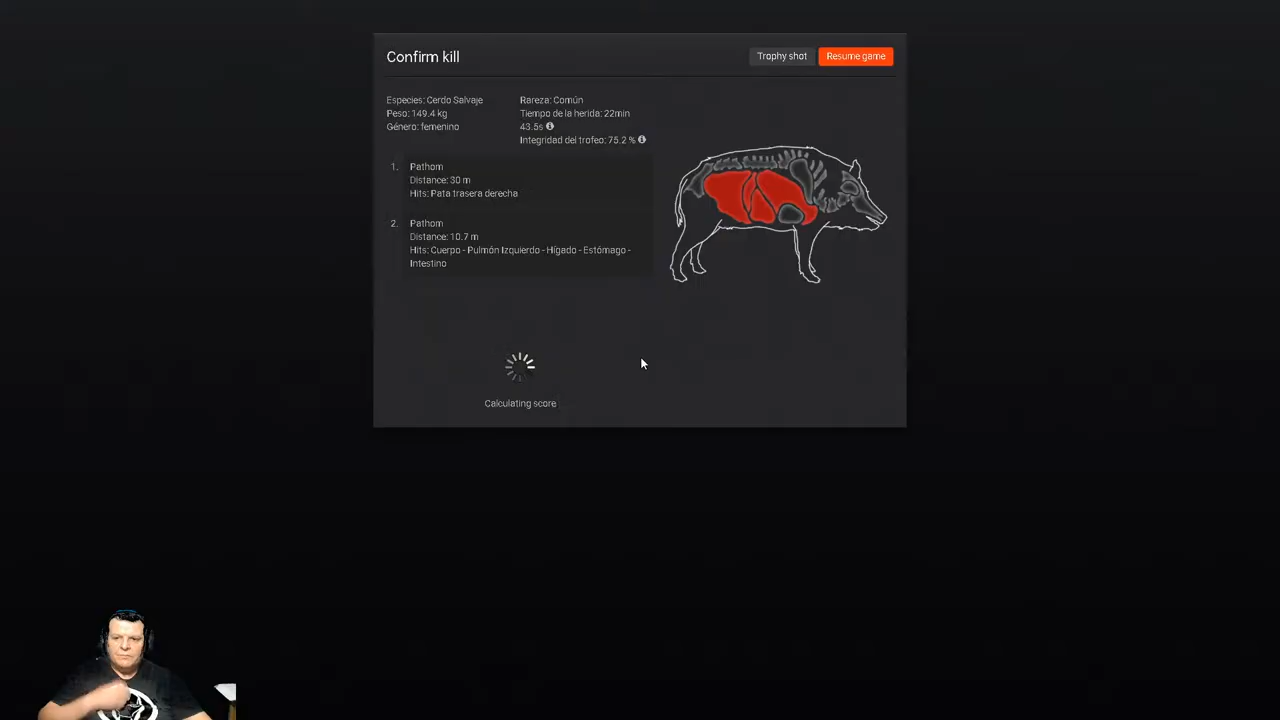 Confirm kill
Trophy shot
Resume game
Especies: Cerdo Salvaje
Peso: 149.4 kg
Género: femenino
Rareza: Común
Tiempo de la herida: 22min
43.5s
Integridad del trofeo: 75.2 %
1. Pathom
Distance: 30 m
Hits: Pata trasera derecha
2. Pathom
Distance: 10.7 m
Hits: Cuerpo - Pulmón Izquierdo - Hígado - Estómago -
Intestino
Calculating score